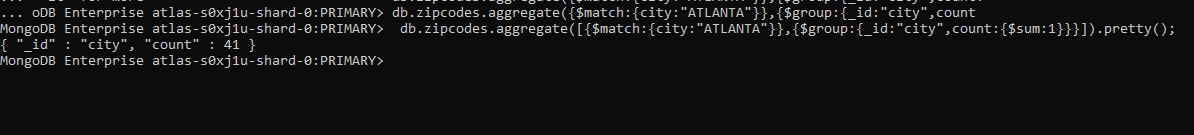 ... oDB Enterprise atlas-s0xj1u-shard-0:PRIMARY> db.zipcodes.aggregate({$match:{city:"ATLANTA"}},{$group:{_id:"city",count
MongoDB Enterprise atlas-s0xj1u-shard-0:PRIMARY>  db.zipcodes.aggregate([{$match:{city:"ATLANTA"}},{$group:{_id:"city",count:{$sum:1}}}]).pretty();
{ "_id" : "city", "count" : 41 }
MongoDB Enterprise atlas-s0xj1u-shard-0:PRIMARY>